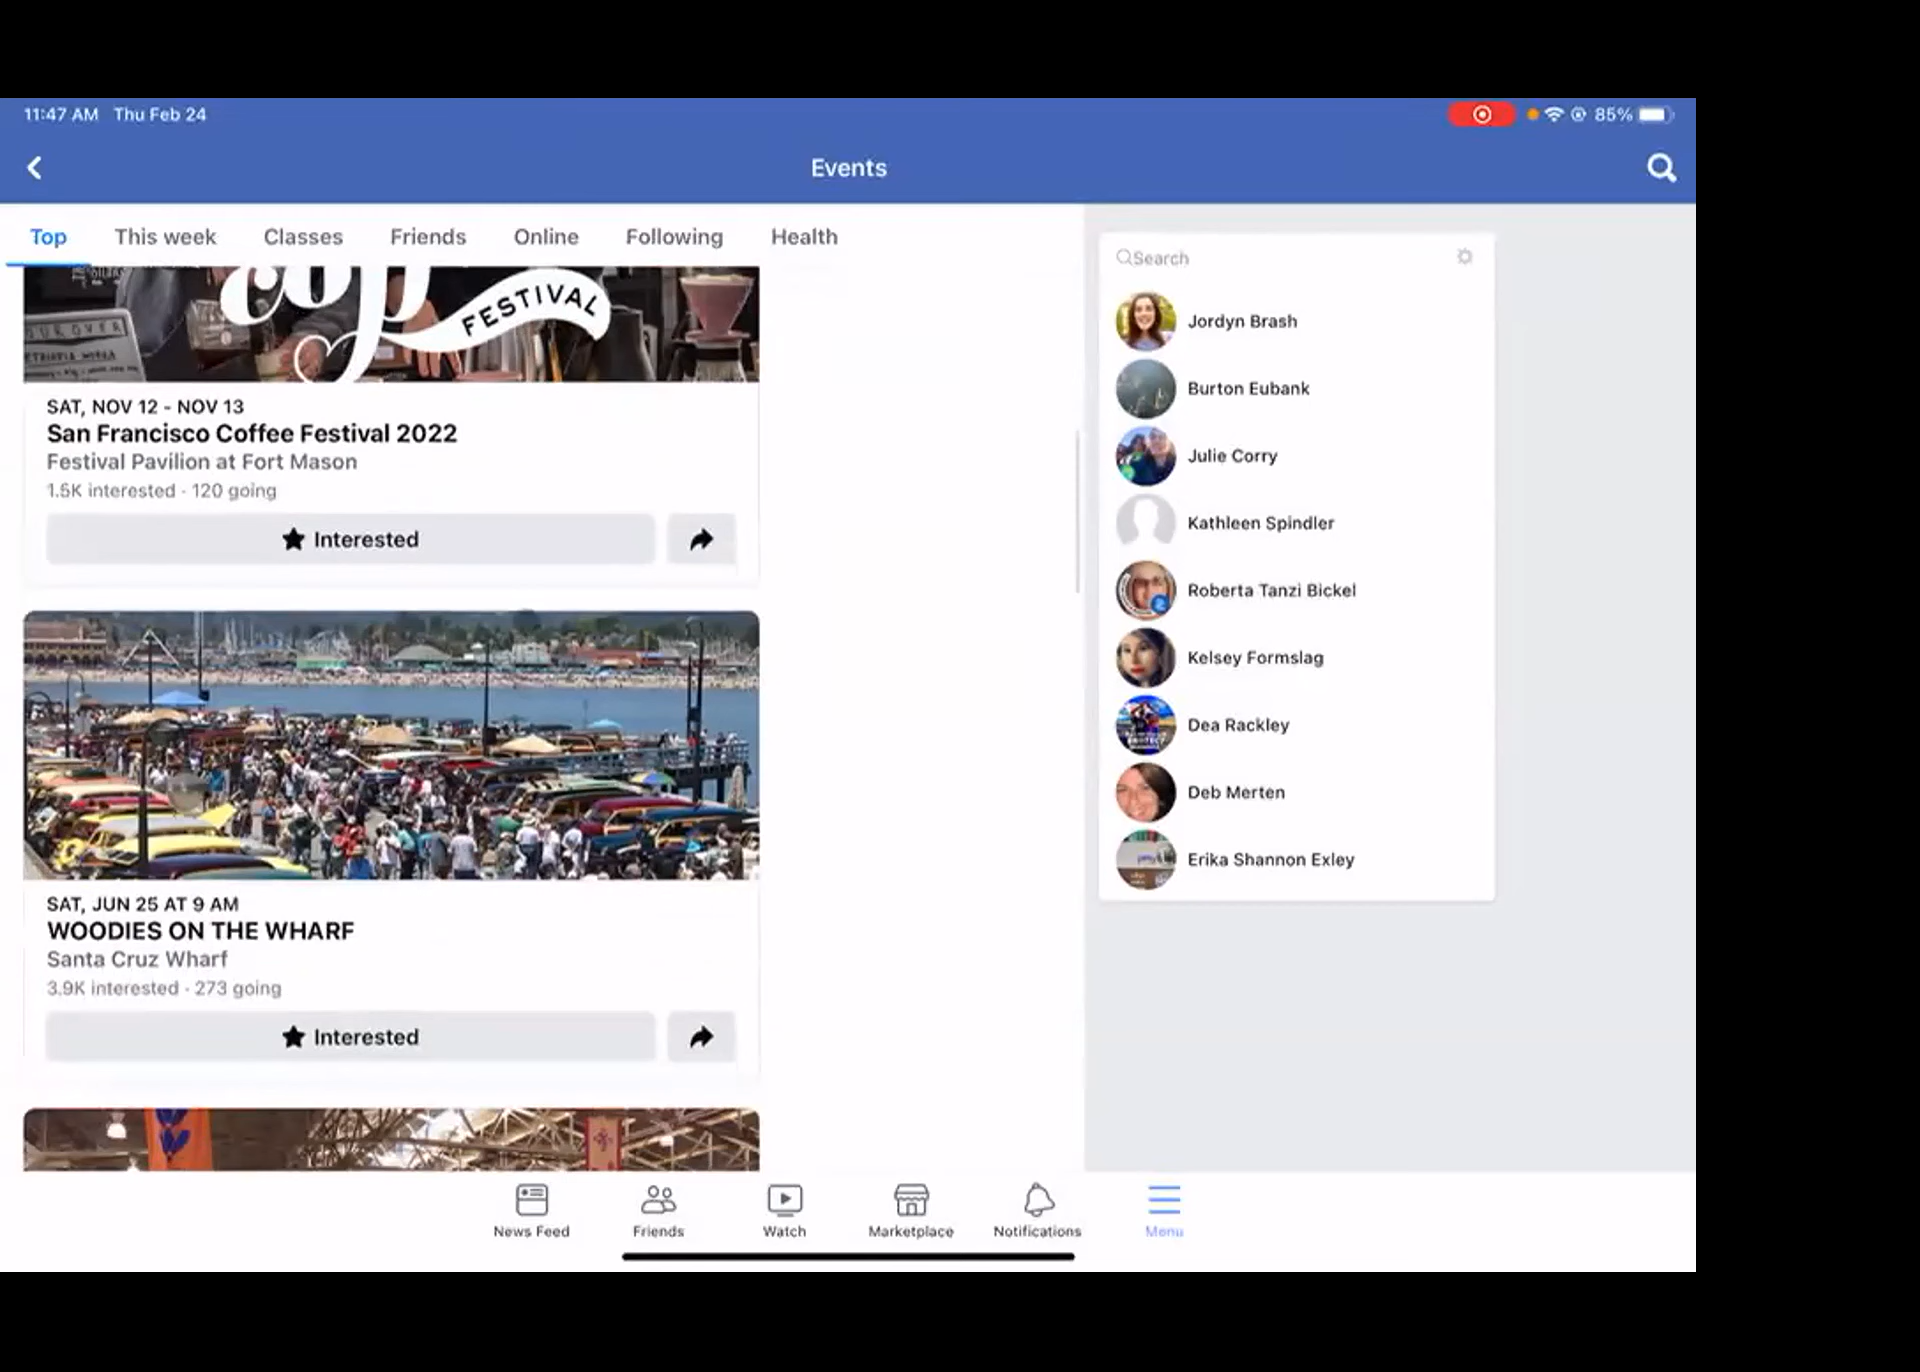 11:47 AM Thu Feb 24
85%
Events
Top This week Classes Friends Online Following Health
FESTIVAL
SAT, NOV 12 - NOV 13
San Francisco Coffee Festival 2022
Festival Pavilion at Fort Mason
1.5K interested · 120 going
Interested
SAT, JUN 25 AT 9 AM
WOODIES ON THE WHARF
Santa Cruz Wharf
3.9K interested · 273 going
Interested
Search
Jordyn Brash
Burton Eubank
Julie Corry
Kathleen Spindler
Roberta Tanzi Bickel
Kelsey Formslag
Dea Rackley
Deb Merten
Erika Shannon Exley
News Feed Friends Watch Marketplace Notifications Menu